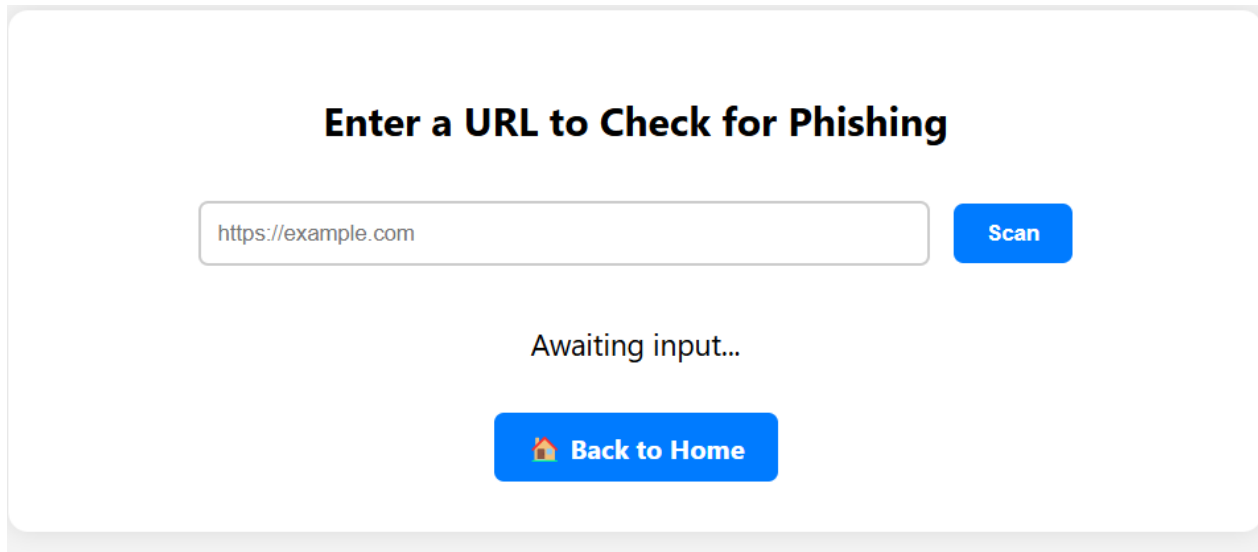 Enter a URL to Check for Phishing
https://example.com Scan
Awaiting input...
🏠 Back to Home